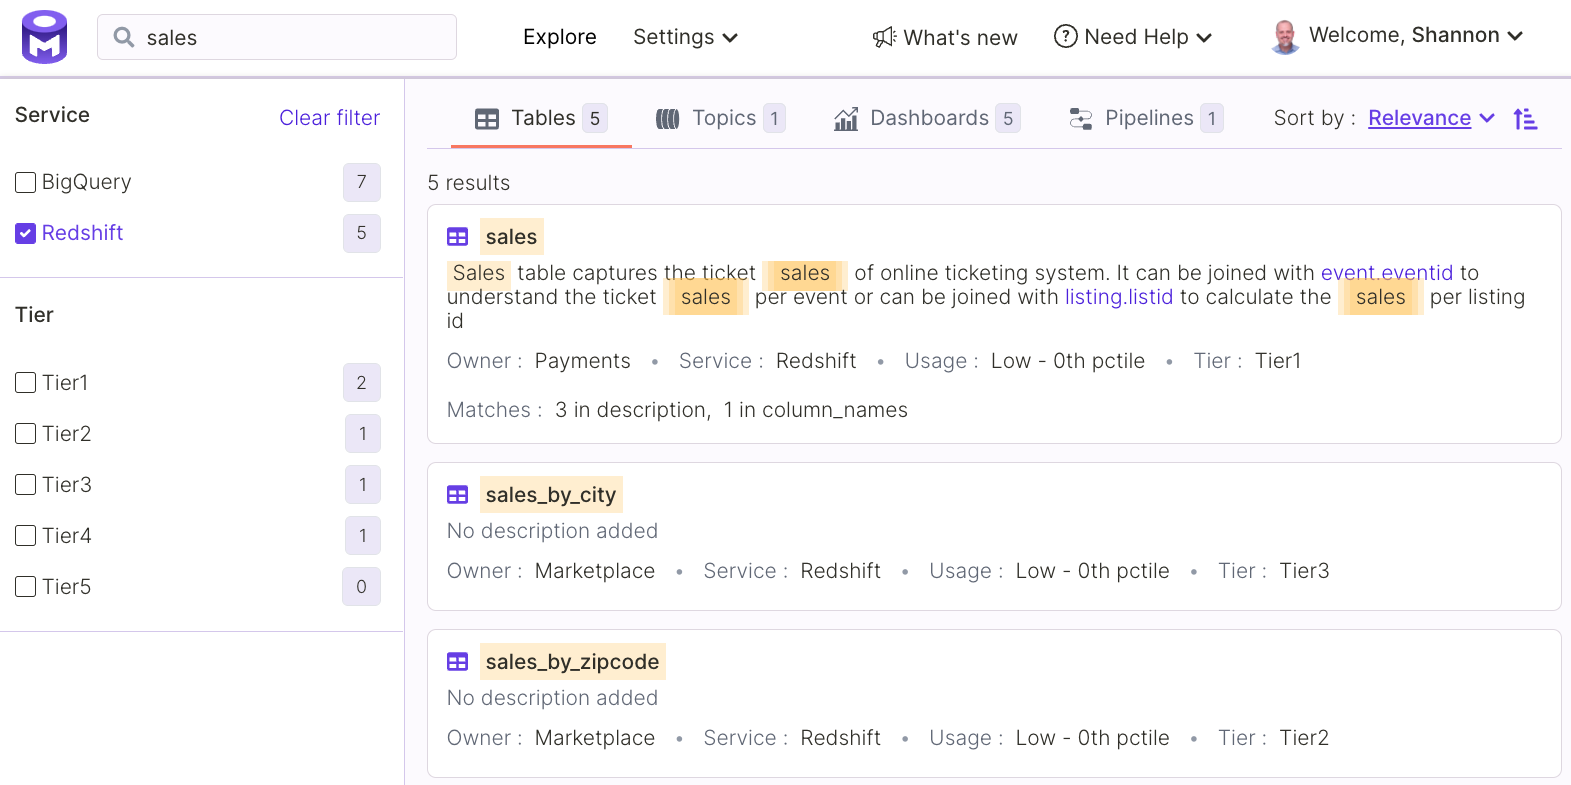 sales
Explore
Settings
What's new
Need Help
Welcome, Shannon
Service
Clear filter
BigQuery 7
Redshift 5
Tier
Tier1 2
Tier2 1
Tier3 1
Tier4 1
Tier5 0
Tables 5
Topics 1
Dashboards 5
Pipelines 1
Sort by : Relevance
5 results
sales
Sales table captures the ticket sales of online ticketing system. It can be joined with event.eventid to
understand the ticket sales per event or can be joined with listing.listid to calculate the sales per listing
id
Owner : Payments • Service : Redshift • Usage : Low - 0th pctile • Tier : Tier1
Matches : 3 in description, 1 in column_names
sales_by_city
No description added
Owner : Marketplace • Service : Redshift • Usage : Low - 0th pctile • Tier : Tier3
sales_by_zipcode
No description added
Owner : Marketplace • Service : Redshift • Usage : Low - 0th pctile • Tier : Tier2